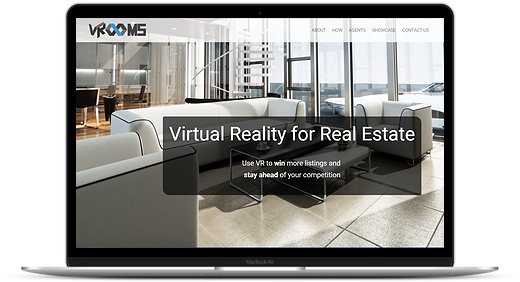 VROOMS
ABOUT HOW AGENTS SHOWCASE CONTACT US
Virtual Reality for Real Estate
Use VR to win more listings and
stay ahead of your competition
MacBook Air